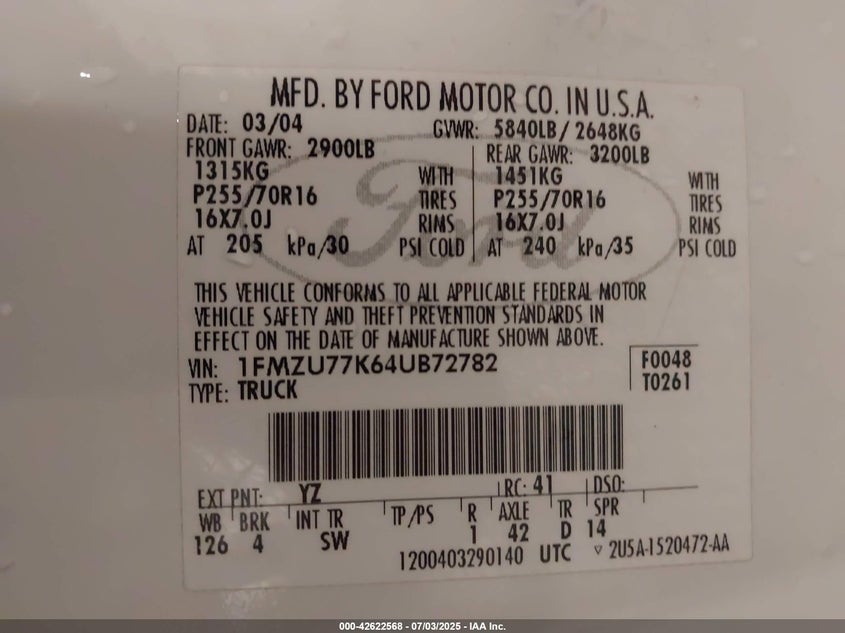 MFD. BY FORD MOTOR CO. IN U.S.A.
DATE: 03/04 GVWR: 5840LB/ 2648KG
FRONT GAWR: 2900LB REAR GAWR: 3200LB
1315KG WITH 1451KG WITH
P255/70R16 TIRES P255/70R16 TIRES
16X7.0J RIMS 16X7.0J RIMS
AT 205 kPa/30 PSI COLD AT 240 kPa/35 PSI COLD
Ford
THIS VEHICLE CONFORMS TO ALL APPLICABLE FEDERAL MOTOR
VEHICLE SAFETY AND THEFT PREVENTION STANDARDS IN
EFFECT ON THE DATE OF MANUFACTURE SHOWN ABOVE.
VIN: 1FMZU77K64UB72782 F0048
TYPE: TRUCK T0261
EXT PNT: YZ RC: 41 DSO:
WB BRK INT TR TP/PS R AXLE TR SPR
126 4 SW 1 42 D 14
1200403290140 UTC ▿ 2U5A-1520472-AA
000-42622568 - 07/03/2025 - IAA Inc.